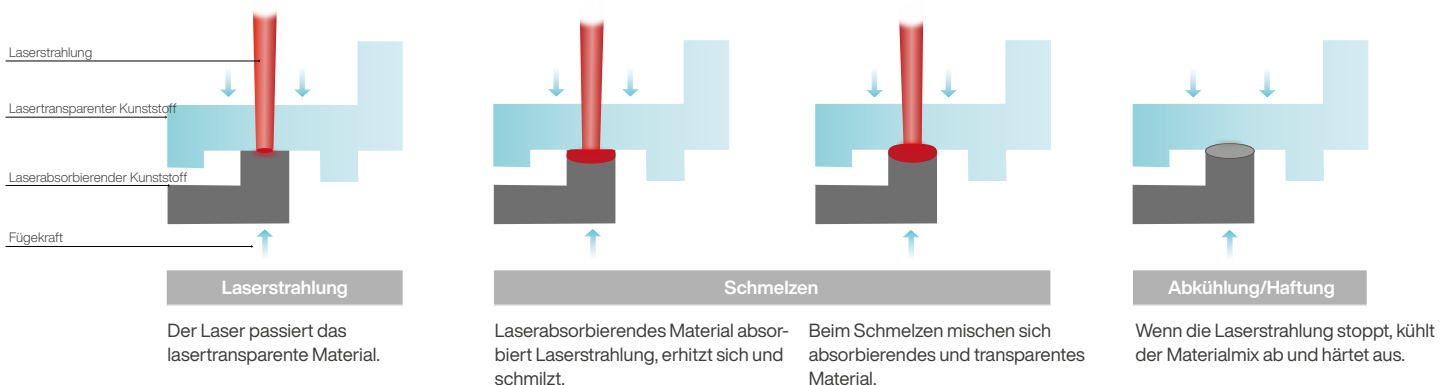 Laserstrahlung
Lasertransparenter Kunststoff
Laserabsorbierender Kunststoff
Fügekraft
Laserstrahlung
Der Laser passiert das
lasertransparente Material.
Schmelzen
Laserabsorbierendes Material absor-
biert Laserstrahlung, erhitzt sich und
schmilzt.
Beim Schmelzen mischen sich
absorbierendes und transparentes
Material.
Abkühlung/Haftung
Wenn die Laserstrahlung stoppt, kühlt
der Materialmix ab und härtet aus.